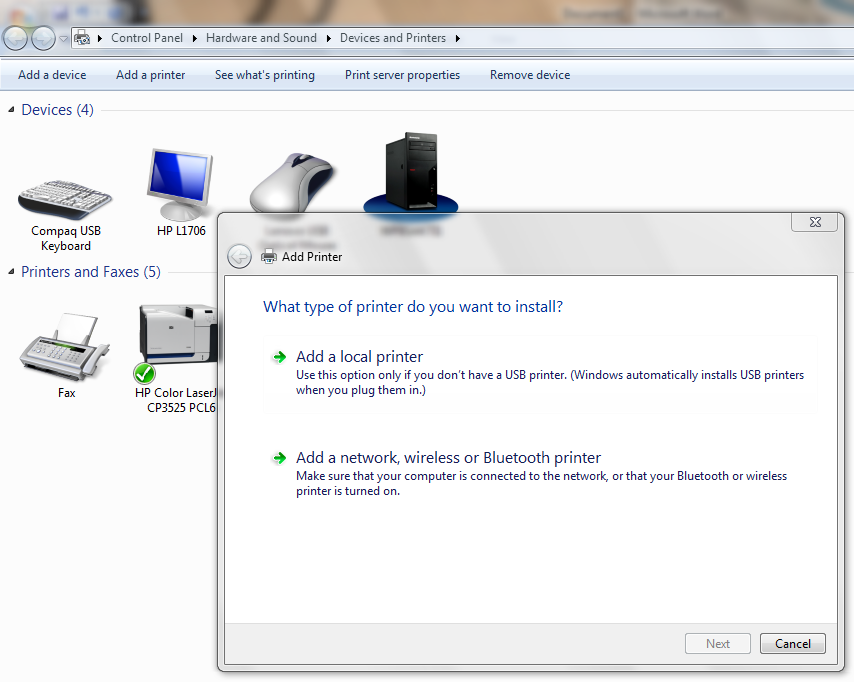 Control Panel Hardware and Sound Devices and Printers
Add a device Add a printer See what's printing Print server properties Remove device
Devices (4)
Compaq USB
Keyboard
HP L1706
Printers and Faxes (5)
Fax
HP Color LaserJ
CP3525 PCL6
Add Printer
What type of printer do you want to install?
Add a local printer
Use this option only if you don't have a USB printer. (Windows automatically installs USB printers
when you plug them in.)
Add a network, wireless or Bluetooth printer
Make sure that your computer is connected to the network, or that your Bluetooth or wireless
printer is turned on.
Next Cancel